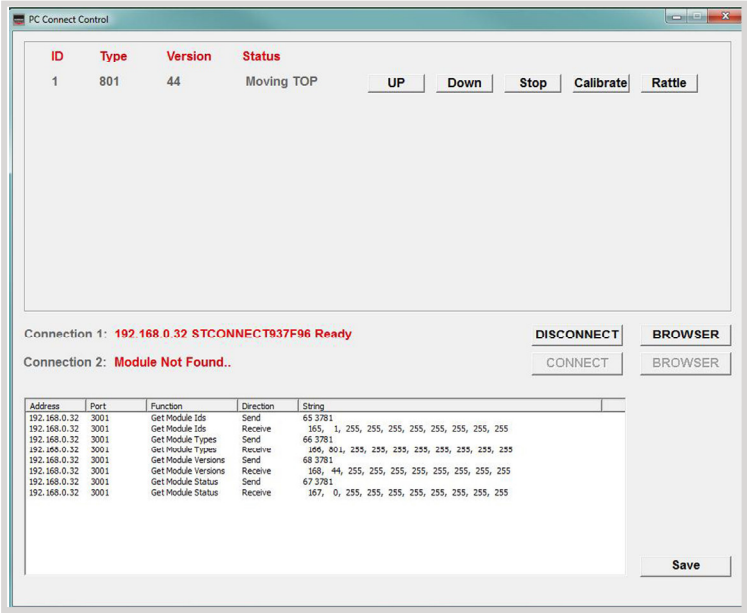 PC Connect Control
ID Type Version Status
1 801 44 Moving TOP UP Down Stop Calibrate Rattle
Connection 1: 192.168.0.32 STCONNECT937F96 Ready DISCONNECT BROWSER
Connection 2: Module Not Found.. CONNECT BROWSER
Address Port Function Direction String
192.168.0.32 3001 Get Module Ids Send 65 3781
192.168.0.32 3001 Get Module Ids Receive 165, 1, 255, 255, 255, 255, 255, 255, 255, 255
192.168.0.32 3001 Get Module Types Send 66 3781
192.168.0.32 3001 Get Module Types Receive 166, 801, 255, 255, 255, 255, 255, 255, 255, 255
192.168.0.32 3001 Get Module Versions Send 68 3781
192.168.0.32 3001 Get Module Versions Receive 168, 44, 255, 255, 255, 255, 255, 255, 255, 255
192.168.0.32 3001 Get Module Status Send 67 3781
192.168.0.32 3001 Get Module Status Receive 167, 0, 255, 255, 255, 255, 255, 255, 255, 255
Save